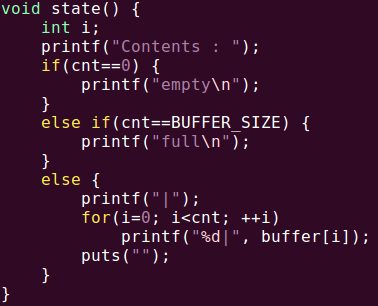 void state() {
    int i;
    printf("Contents : ");
    if(cnt==0) {
        printf("empty\n");
    }
    else if(cnt==BUFFER_SIZE) {
        printf("full\n");
    }
    else {
        printf("|");
        for(i=0; i<cnt; ++i)
            printf("%d|", buffer[i]);
        puts("");
    }
}